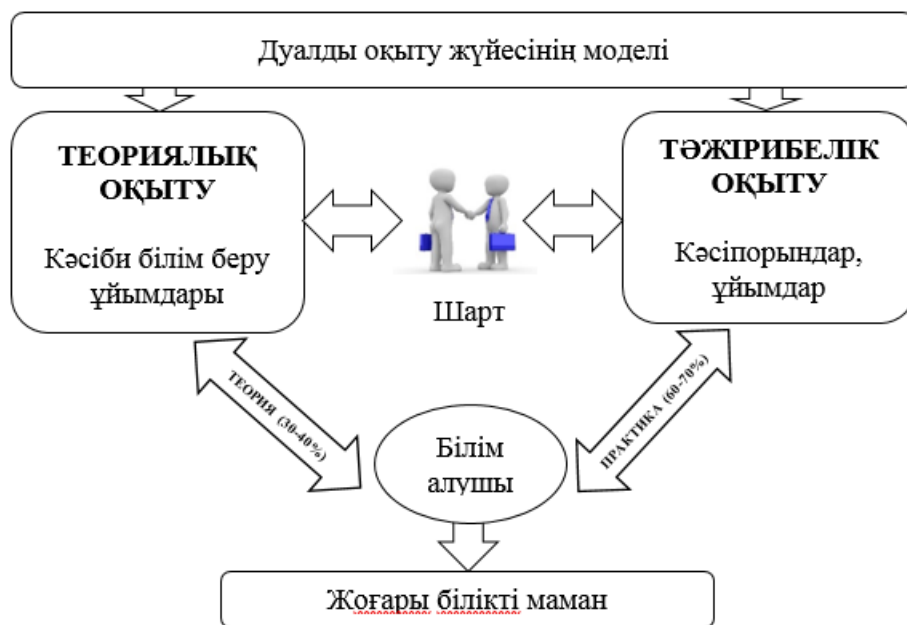 Дуалды оқыту жүйесінің моделі
ТЕОРИЯЛЫҚ
ОҚЫТУ
Кәсіби білім беру
ұйымдары
Шарт
ТӘЖІРИБЕЛІК
ОҚЫТУ
Кәсіпорындар,
ұйымдар
ТЕОРИЯ (30-40%)
ПРАКТИКА (60-70%)
Білім
алушы
Жоғары білікті маман